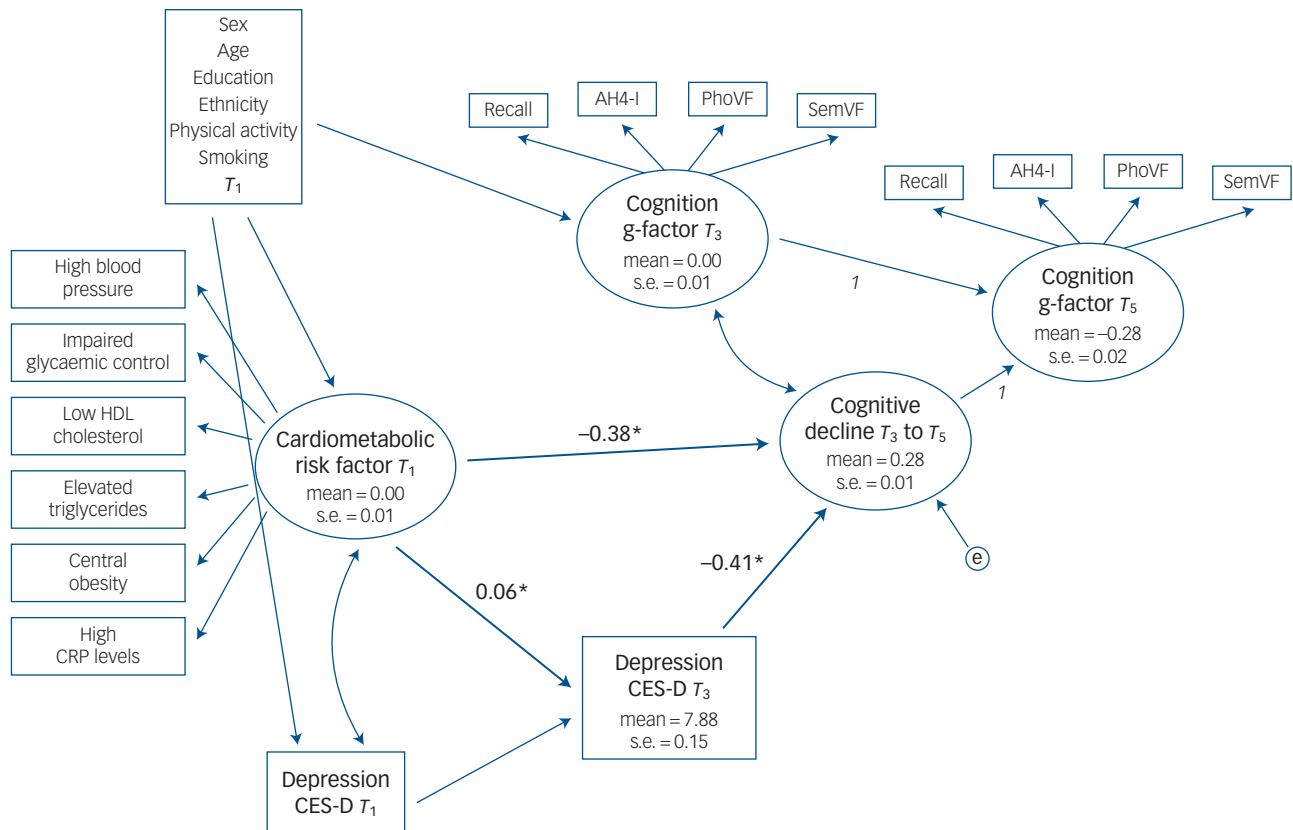 Sex
Age
Education
Ethnicity
Physical activity
Smoking
T1
Recall
AH4-I
PhoVF
SemVF
Cognition
g-factor T3
mean = 0.00
s.e. = 0.01
Recall
AH4-I
PhoVF
SemVF
Cognition
g-factor T5
mean = –0.28
s.e. = 0.02
1
1
High blood
pressure
Impaired
glycaemic control
Low HDL
cholesterol
Elevated
triglycerides
Central
obesity
High
CRP levels
Cardiometabolic
risk factor T1
mean = 0.00
s.e. = 0.01
–0.38*
Cognitive
decline T3 to T5
mean = 0.28
s.e. = 0.01
e
0.06*
–0.41*
Depression
CES-D T3
mean = 7.88
s.e. = 0.15
Depression
CES-D T1